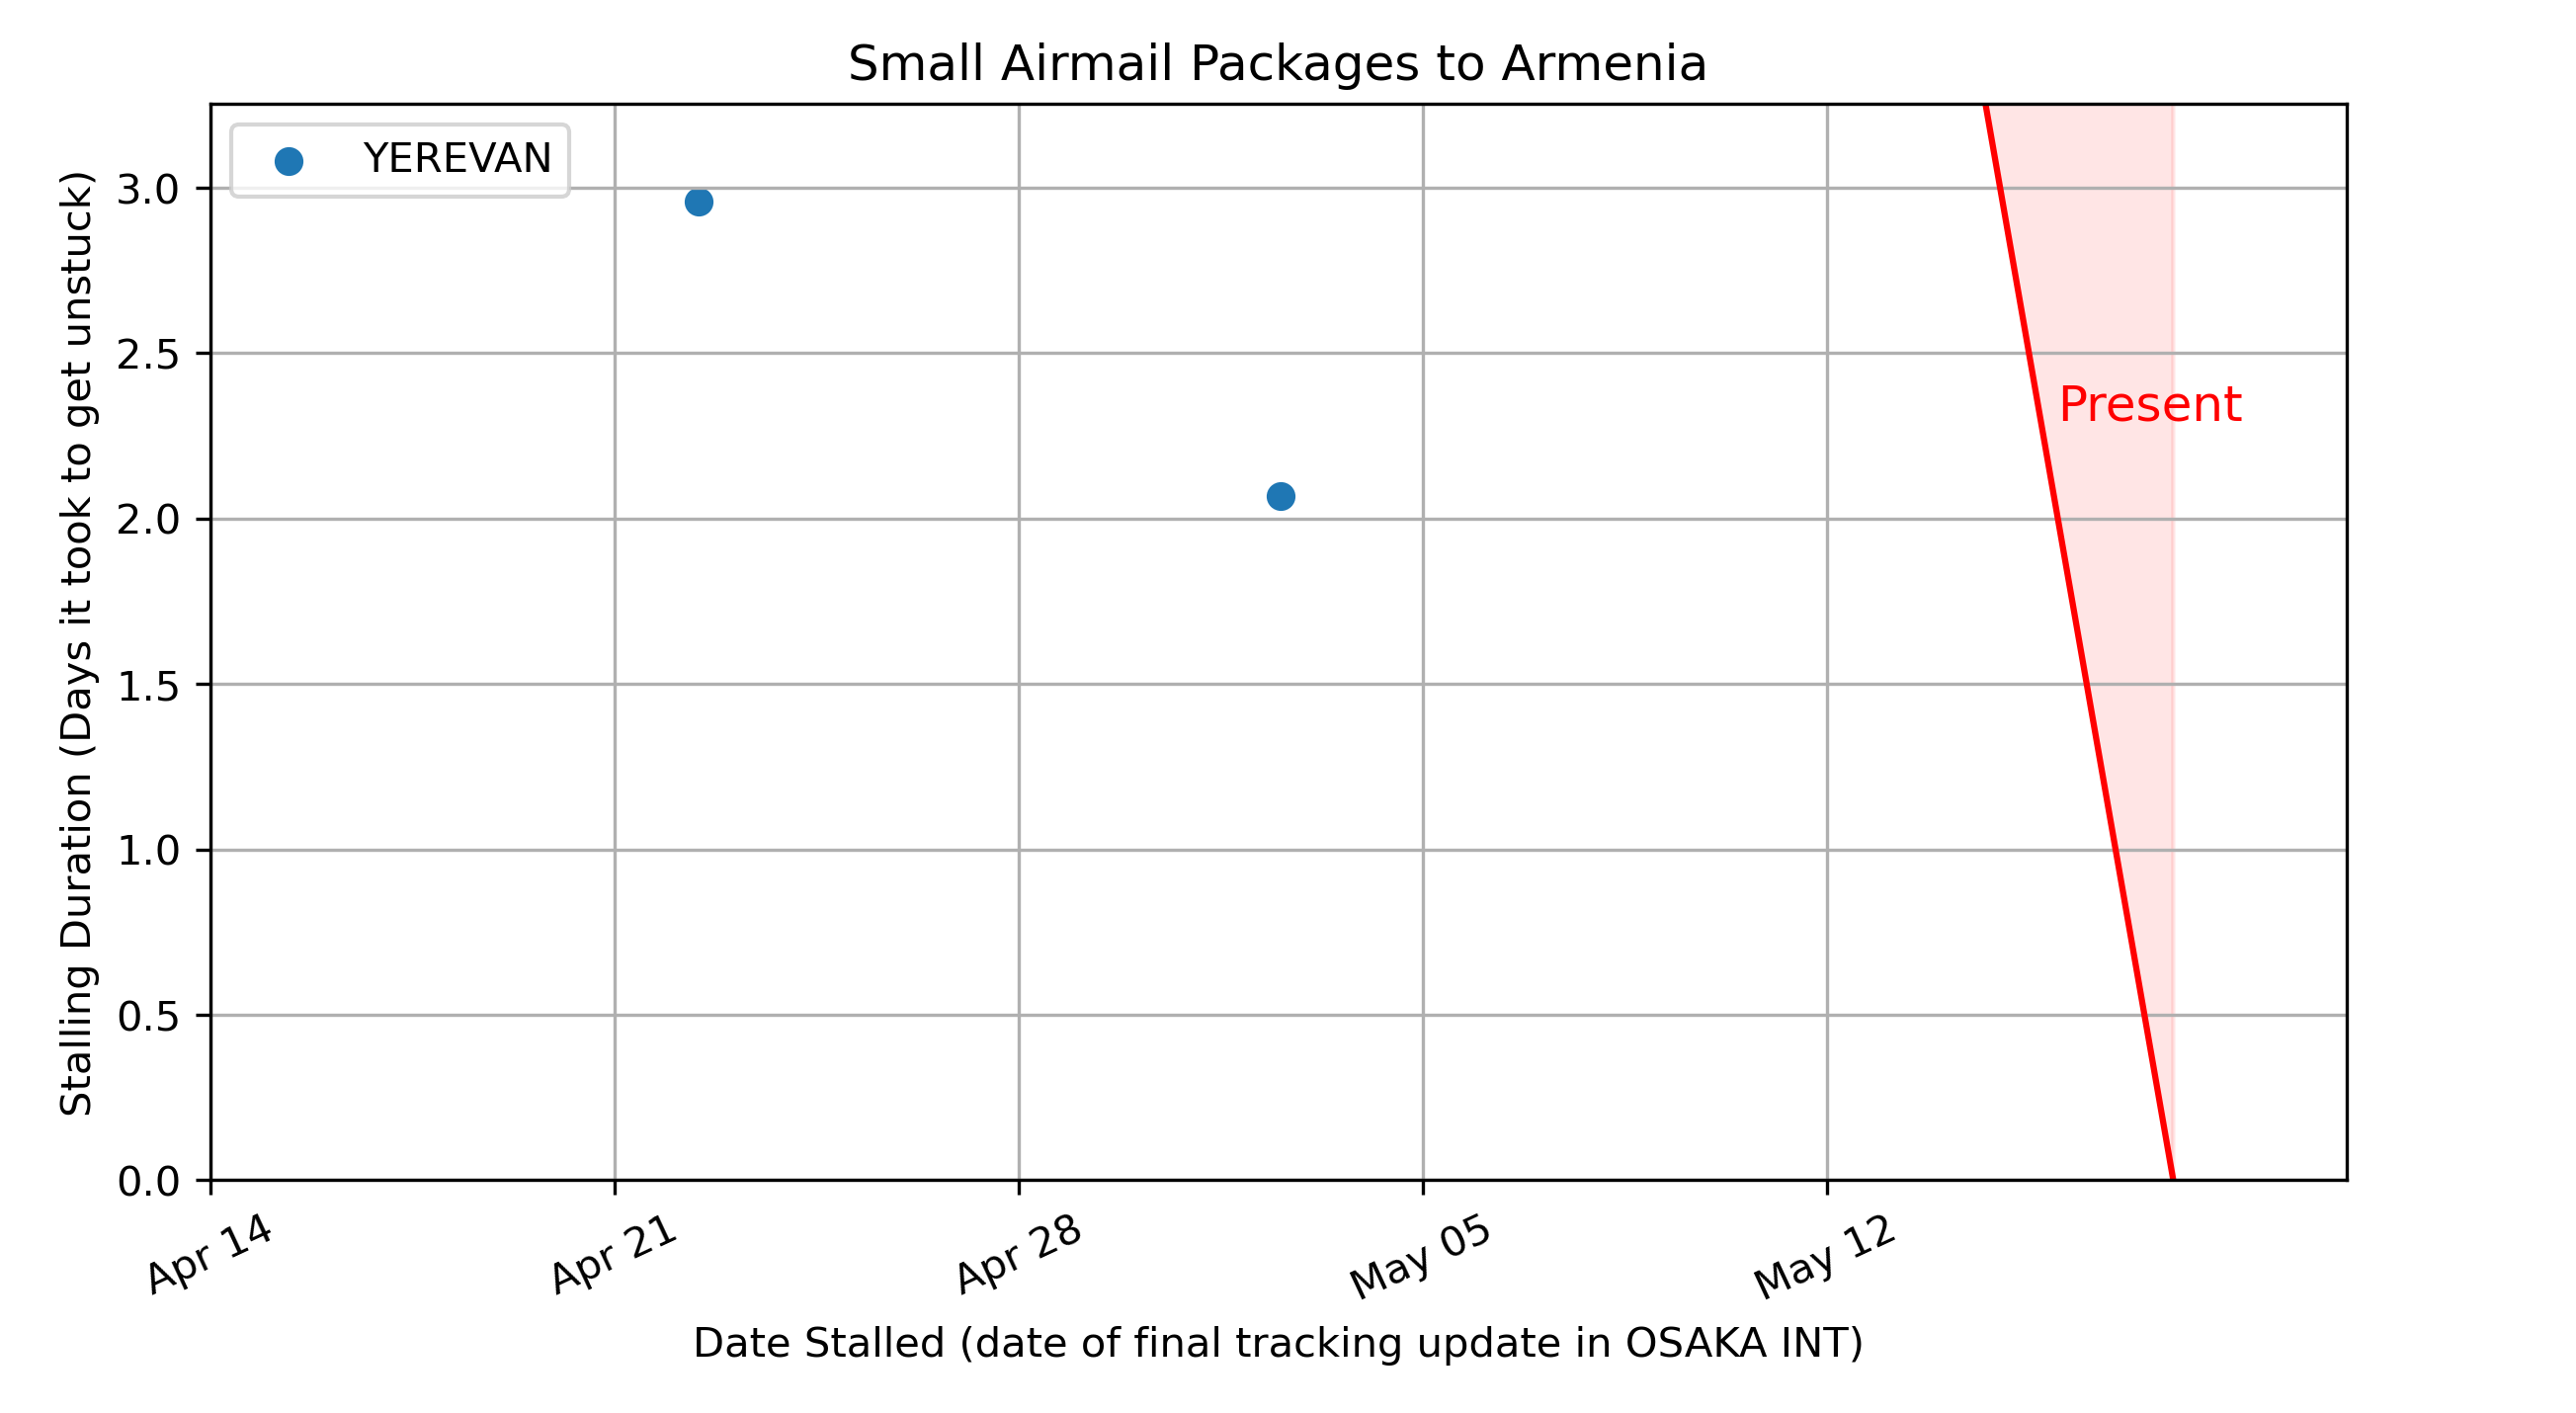 Small Airmail Packages to Armenia
YEREVAN
Stalling Duration (Days it took to get unstuck)
3.0
2.5
2.0
1.5
1.0
0.5
0.0
Present
Apr 14
Apr 21
Apr 28
May 05
May 12
Date Stalled (date of final tracking update in OSAKA INT)